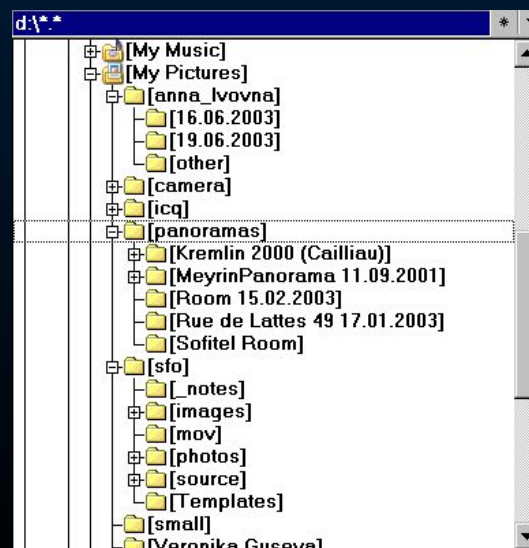 d:\*.*
*
[My Music]
[My Pictures]
[anna_lvovna]
[16.06.2003]
[19.06.2003]
[other]
[camera]
[icq]
[panoramas]
[Kremlin 2000 (Cailliau)]
[MeyrinPanorama 11.09.2001]
[Room 15.02.2003]
[Rue de Lattes 49 17.01.2003]
[Sofitel Room]
[sfo]
[_notes]
[images]
[mov]
[photos]
[source]
[Templates]
[small]
[Veronika Guseva]